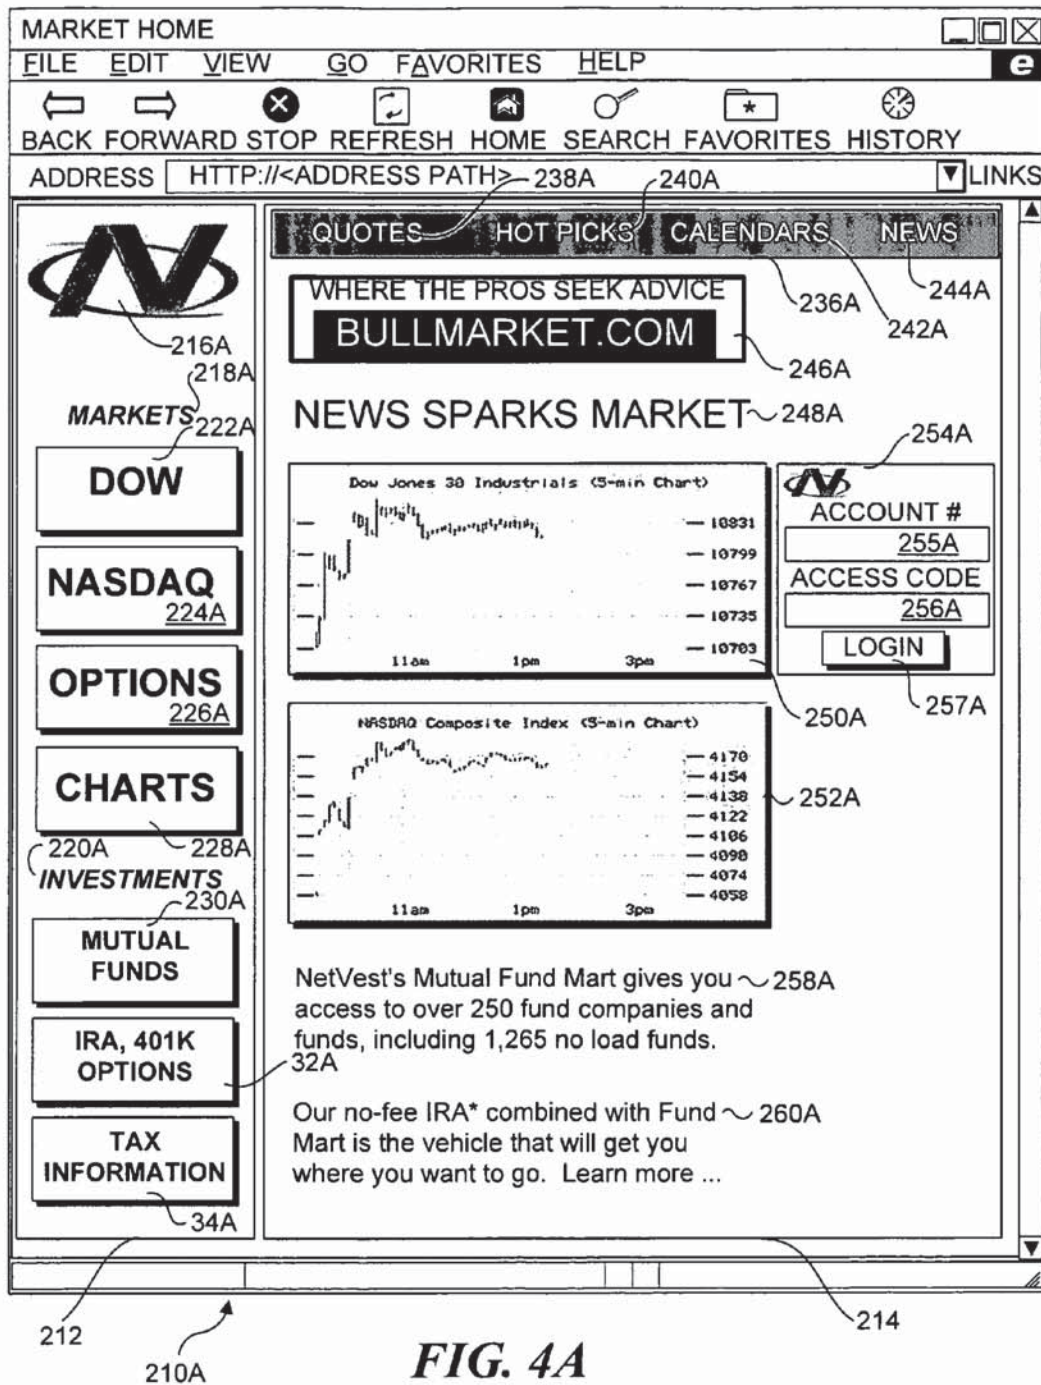 MARKET HOME
FILE EDIT VIEW GO FAVORITES HELP
e
BACK FORWARD STOP REFRESH HOME SEARCH FAVORITES HISTORY
ADDRESS HTTP://<ADDRESS PATH> 238A 240A LINKS
QUOTES HOT PICKS CALENDARS NEWS
244A
236A
242A
WHERE THE PROS SEEK ADVICE
BULLMARKET.COM
246A
216A
218A
MARKETS
222A
NEWS SPARKS MARKET 248A
254A
DOW
NASDAQ
224A
OPTIONS
226A
CHARTS
220A 228A
INVESTMENTS
230A
MUTUAL
FUNDS
IRA, 401K
OPTIONS
32A
TAX
INFORMATION
34A
Dow Jones 30 Industrials (5-min Chart)
10831
10799
10767
10735
10703
11am 1pm 3pm
250A
ACCOUNT #
255A
ACCESS CODE
256A
LOGIN
257A
NASDAQ Composite Index (5-min Chart)
4170
4154
4138
4122
4106
4090
4074
4058
11am 1pm 3pm
252A
NetVest's Mutual Fund Mart gives you 258A
access to over 250 fund companies and
funds, including 1,265 no load funds.
Our no-fee IRA* combined with Fund 260A
Mart is the vehicle that will get you
where you want to go. Learn more ...
212
210A
214
FIG. 4A